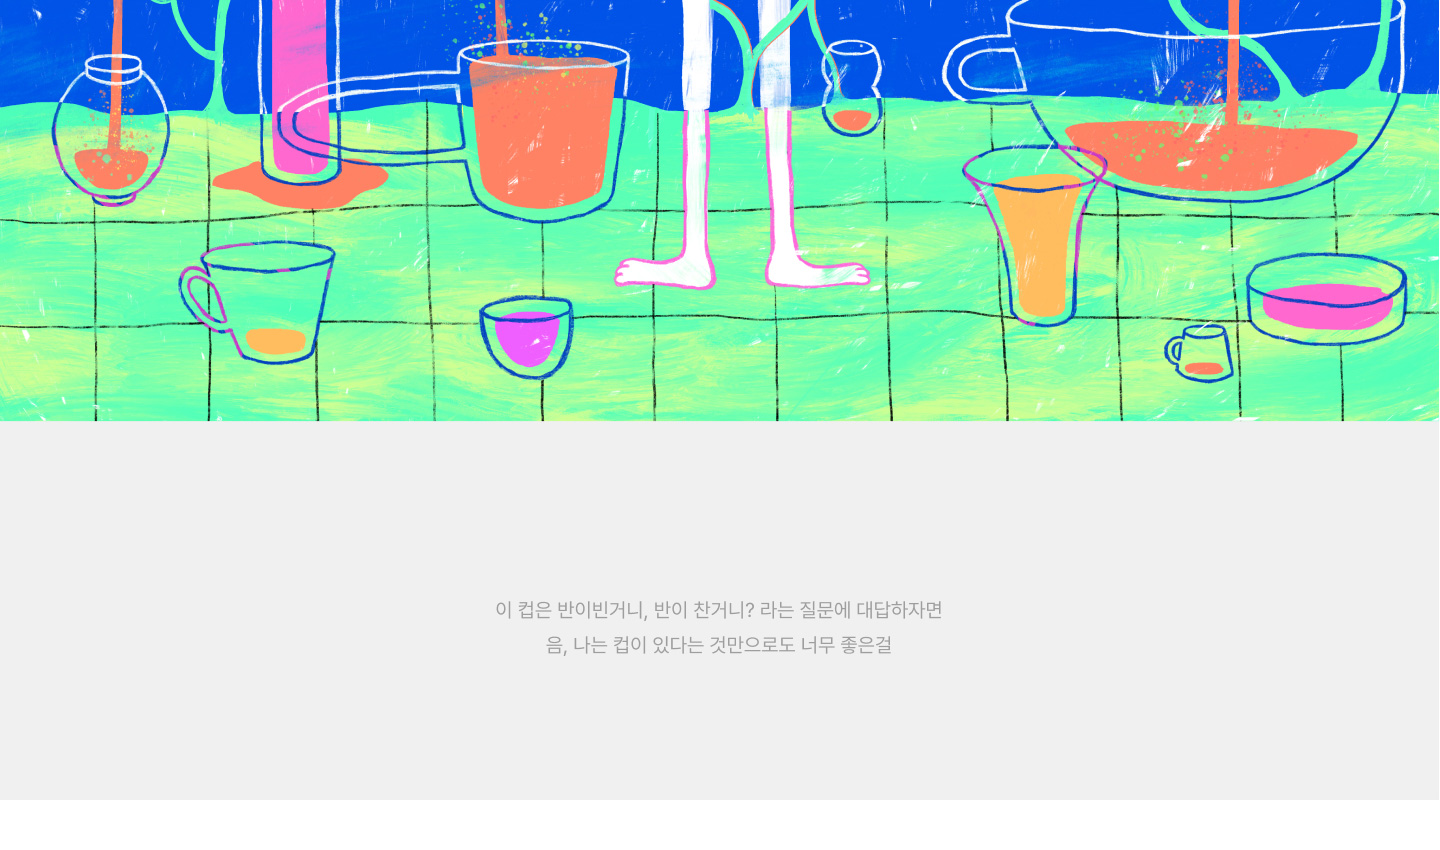 이 컵은 반이빈거니, 반이 찬거니? 라는 질문에 대답하자면
음, 나는 컵이 있다는 것만으로도 너무 좋은걸